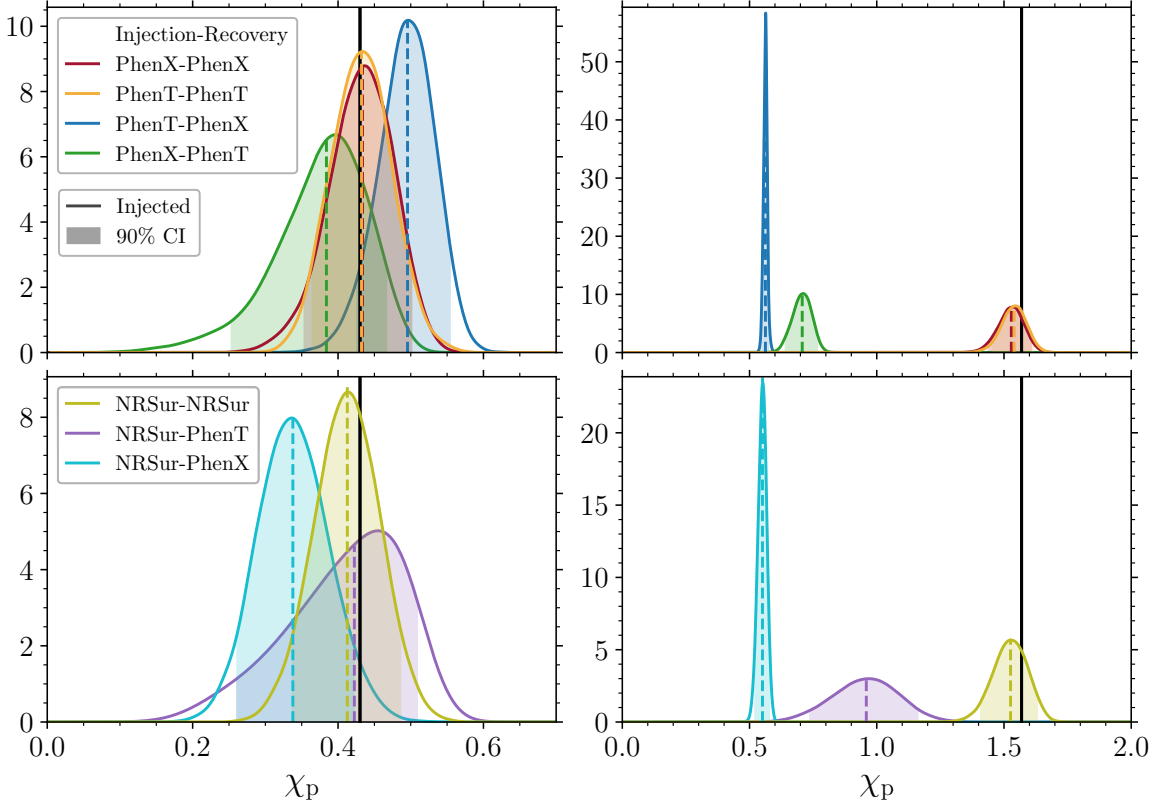 10
8
6
4
2
0
Injection-Recovery
PhenX-PhenX
PhenT-PhenT
PhenT-PhenX
PhenX-PhenT
Injected
90% CI
50
40
30
20
10
0
8
6
4
2
0
NRSur-NRSur
NRSur-PhenT
NRSur-PhenX
0.0 0.2 0.4 0.6
χp
20
15
10
5
0
0.0 0.5 1.0 1.5 2.0
χp